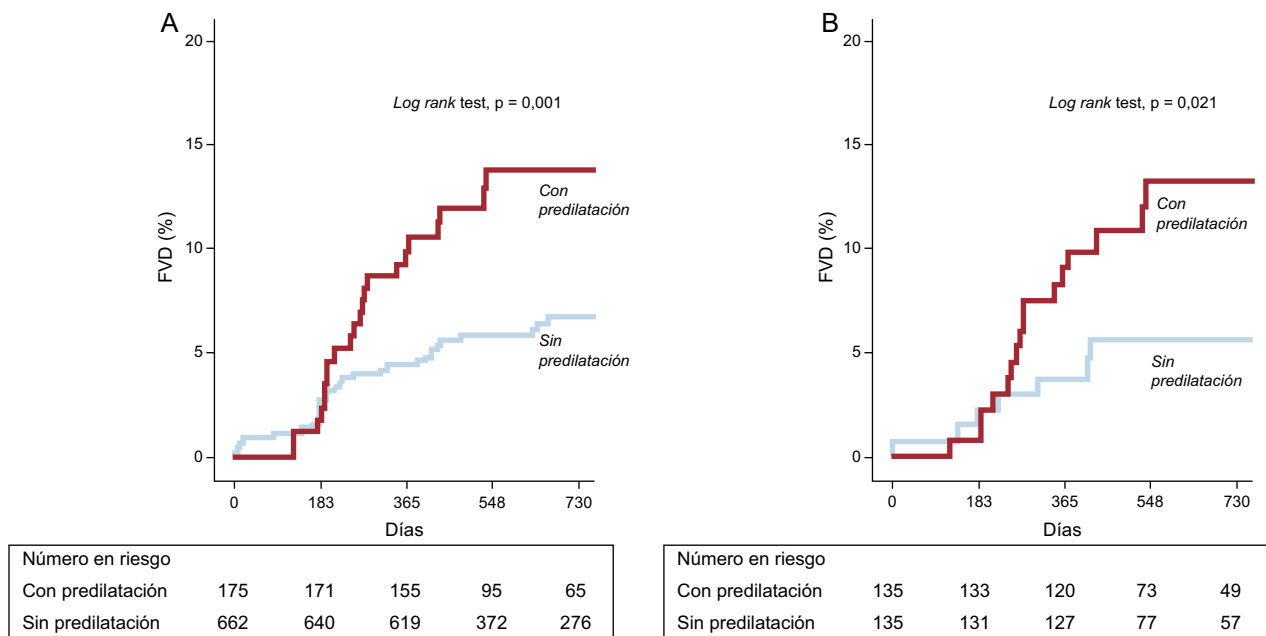 A
FVD (%)
20
15
10
5
0
Log rank test, p = 0,001
Con
predilatación
Sin
predilatación
0 183 365 548 730
Días
Número en riesgo
Con predilatación 175 171 155 95 65
Sin predilatación 662 640 619 372 276
B
FVD (%)
20
15
10
5
0
Log rank test, p = 0,021
Con
predilatación
Sin
predilatación
0 183 365 548 730
Días
Número en riesgo
Con predilatación 135 133 120 73 49
Sin predilatación 135 131 127 77 57